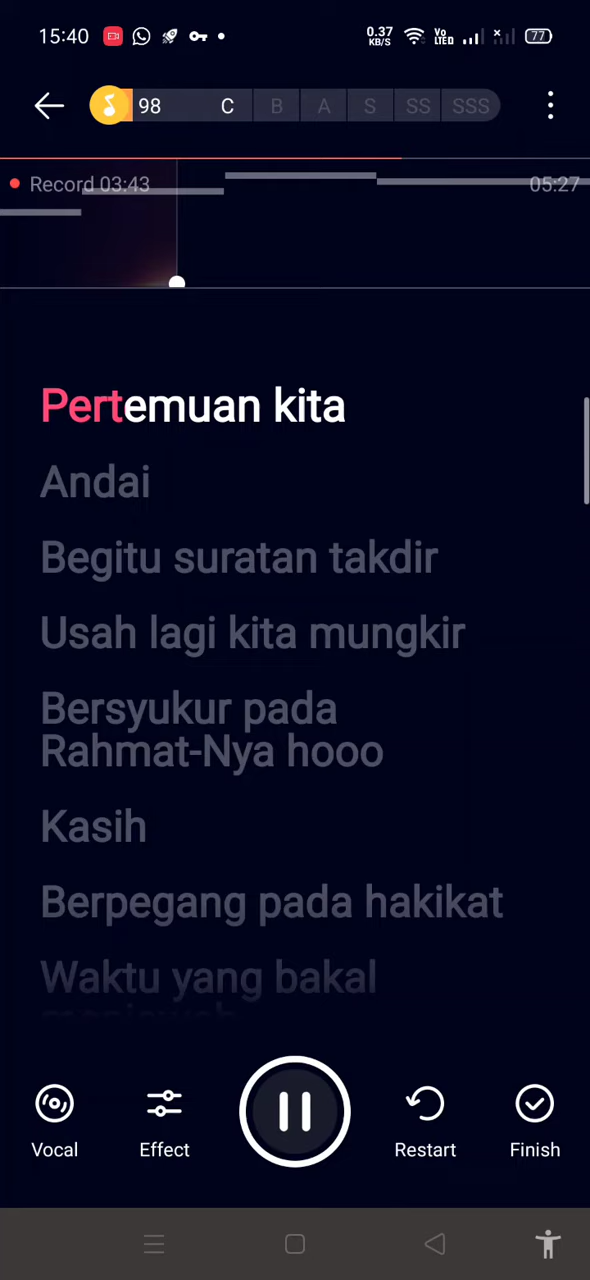 15:40 0.37 KB/S Vo LTE 77
98 C B A S SS SSS
Record 03:43 05:27
Pertemuan kita
Andai
Begitu suratan takdir
Usah lagi kita mungkir
Bersyukur pada
Rahmat-Nya hooo
Kasih
Berpegang pada hakikat
Waktu yang bakal
Vocal Effect Restart Finish